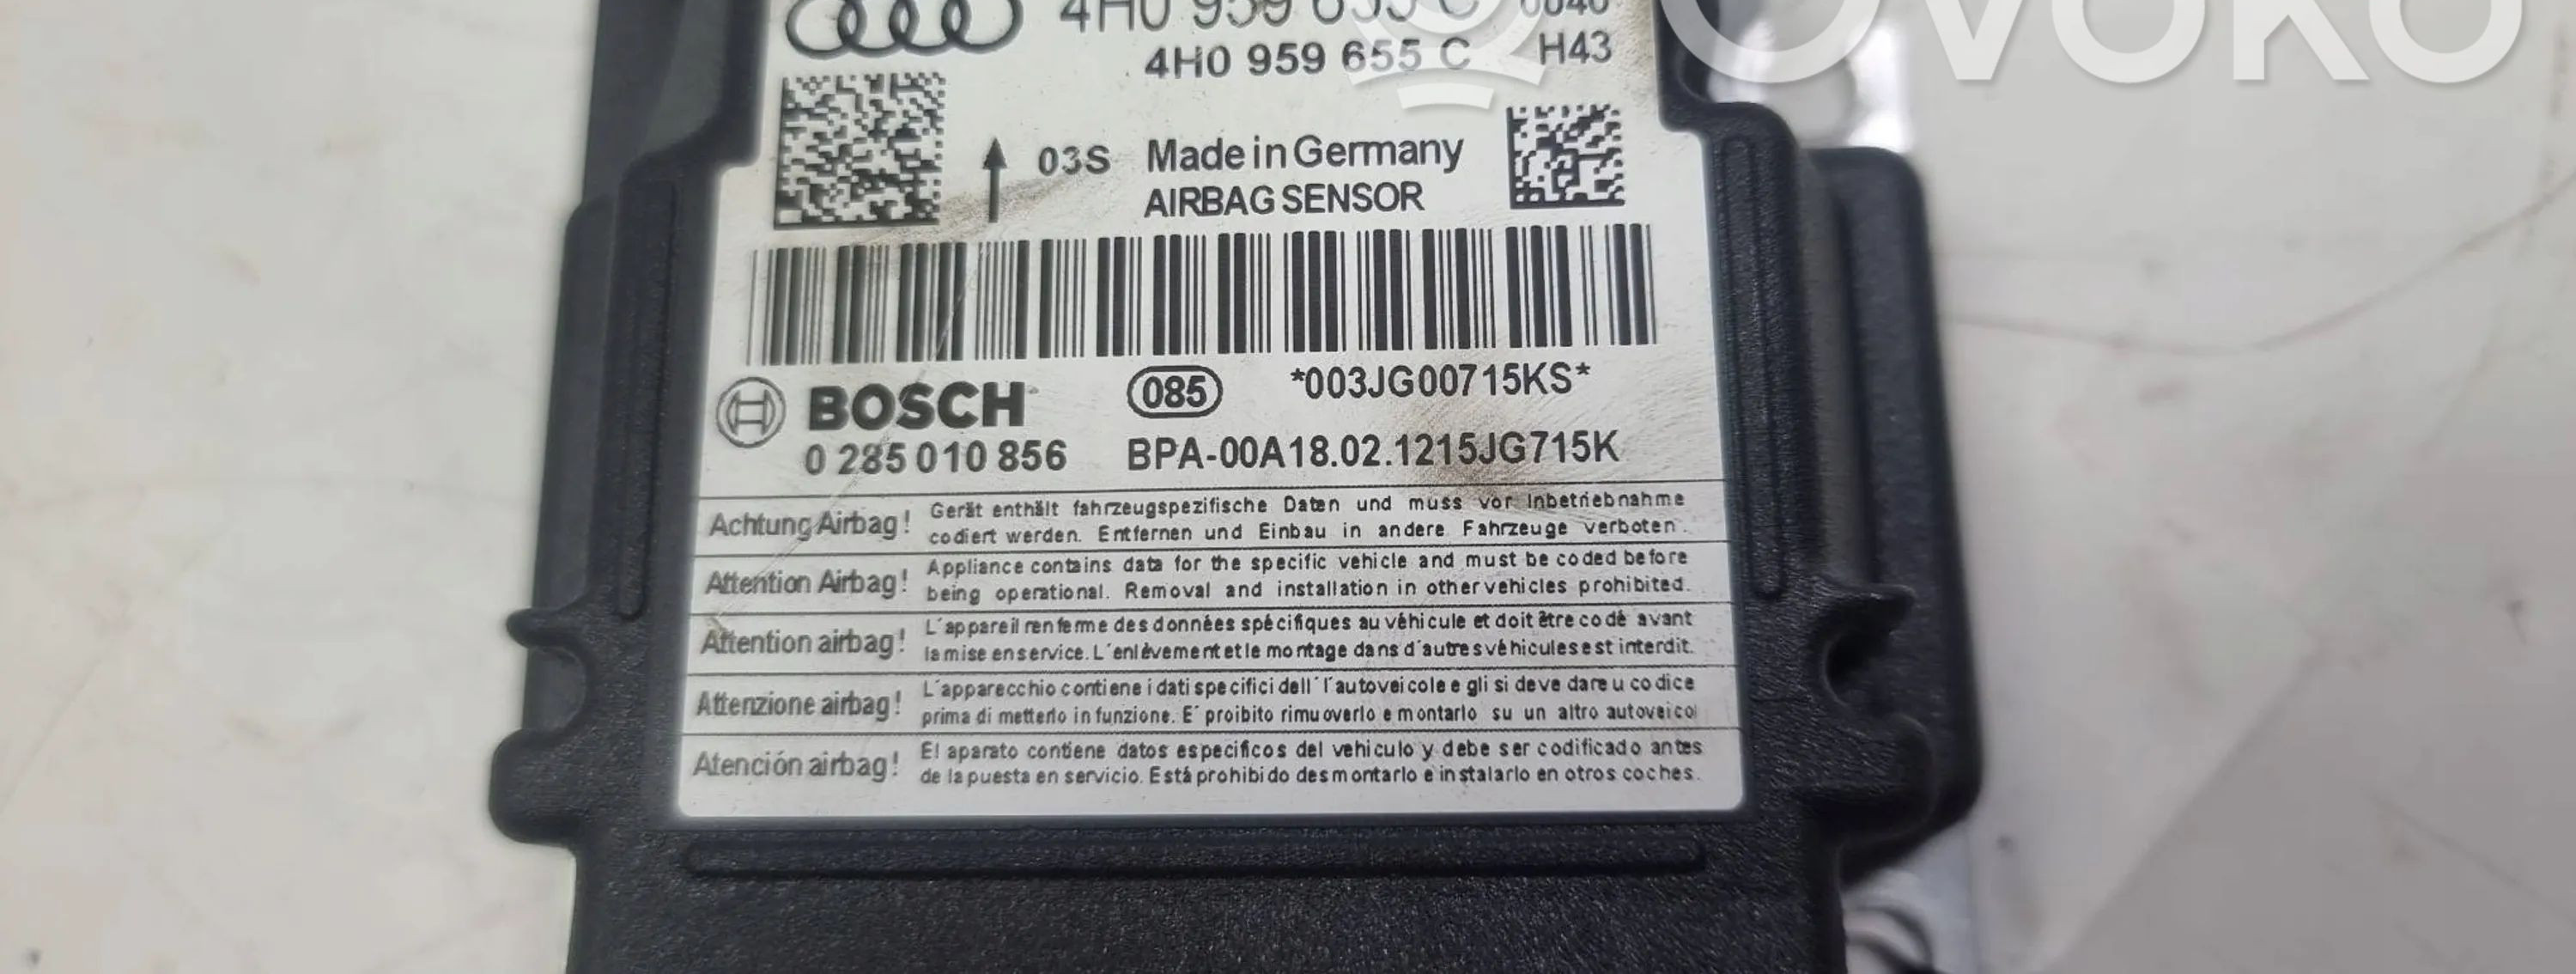 OVOKO
4H0 959 655 C 0040
4H0 959 655 C H43
03S Made in Germany
AIRBAG SENSOR
BOSCH 085 *003JG00715KS*
0 285 010 856 BPA-00A18.02.1215JG715K
Achtung Airbag! Gerät enthält fahrzeugspezifische Daten und muss vor Inbetriebnahme
codiert werden. Entfernen und Einbau in andere Fahrzeuge verboten.
Attention Airbag! Appliance contains data for the specific vehicle and must be coded before
being operational. Removal and installation in other vehicles prohibited.
Attention airbag! L´appareil renferme des données spécifiques au véhicule et doit être codé avant
la mise en service. L´enlèvement et le montage dans d´autres véhicules est interdit.
Attenzione airbag! L´apparecchio contiene i dati specifici dell´ l´autoveicole e gli si deve dare u codice
prima di metterlo in funzione. E´ proibito rimuoverlo e montarlo su un altro autoveicol
Atención airbag! El aparato contiene datos especificos del vehiculo y debe ser codificado antes
de la puesta en servicio. Está prohibido desmontarlo e instalarlo en otros coches.